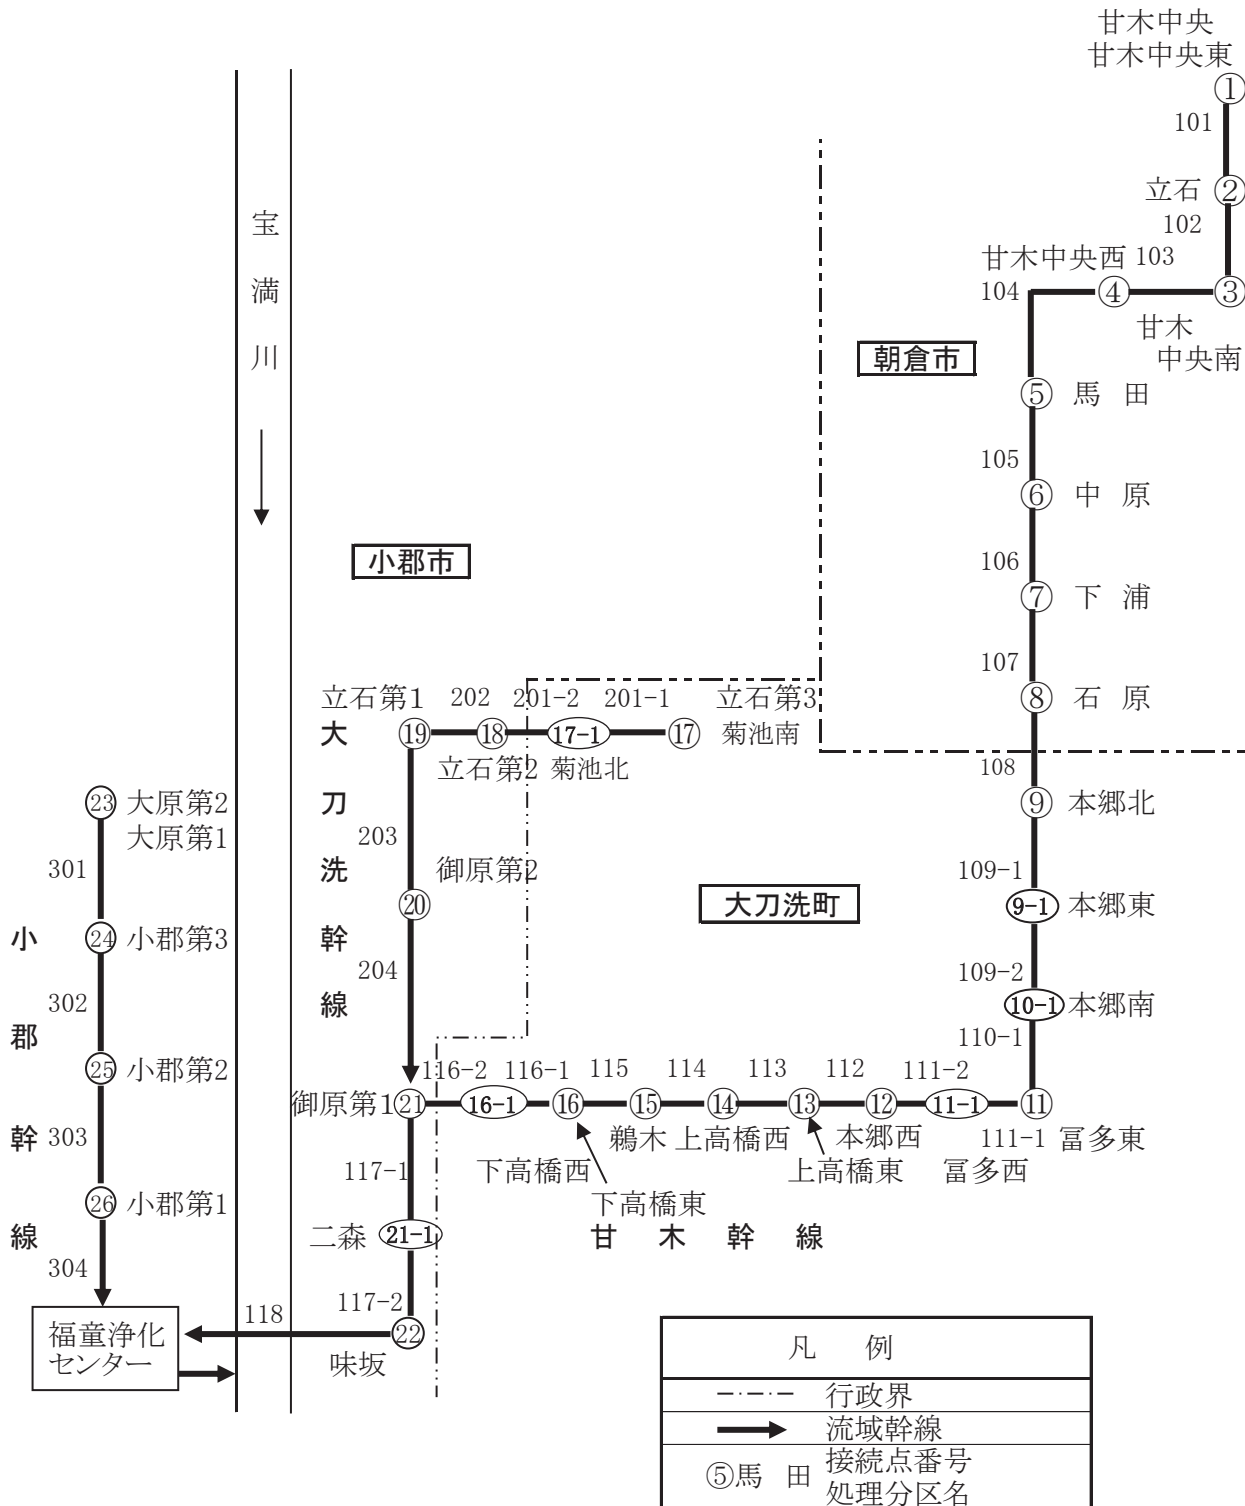 甘木中央
甘木中央東
①
101
立石 ②
102
甘木中央西 103
104 ④ ③
甘木
中央南
朝倉市
⑤ 馬 田
105
⑥ 中 原
106
⑦ 下 浦
107
⑧ 石 原
108
⑨ 本郷北
109-1
9-1 本郷東
109-2
10-1 本郷南
110-1
⑪
111-1 冨多東
宝満川
小郡市
立石第1 202 201-2 201-1 立石第3
⑲ ⑱ 17-1 ⑰ 菊池南
立石第2 菊池北
大刀洗幹線
203
御原第2
⑳
204
大刀洗町
116-2 116-1 115 114 113 112 111-2
御原第1 ㉑ 16-1 ⑯ ⑮ ⑭ ⑬ ⑫ 11-1
鵜木 上高橋西 本郷西
下高橋西 上高橋東 冨多西
下高橋東
甘木幹線
117-1
二森 21-1
117-2
118 ㉒
味坂
㉓ 大原第2
大原第1
301
㉔ 小郡第3
302
㉕ 小郡第2
303
㉖ 小郡第1
304
小郡幹線
福童浄化
センター
凡 例
行政界
流域幹線
⑤馬 田 接続点番号
処理分区名